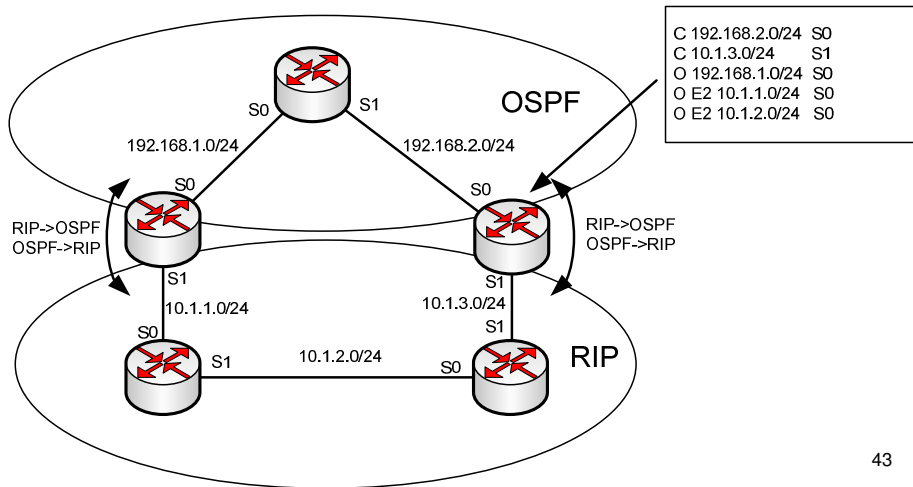 C 192.168.2.0/24 S0
C 10.1.3.0/24 S1
O 192.168.1.0/24 S0
O E2 10.1.1.0/24 S0
O E2 10.1.2.0/24 S0
OSPF
S0
S1
192.168.1.0/24
192.168.2.0/24
S0
S0
RIP->OSPF
OSPF->RIP
RIP->OSPF
OSPF->RIP
S1
S1
10.1.1.0/24
10.1.3.0/24
S0
S1
S1
10.1.2.0/24
S0
RIP
43